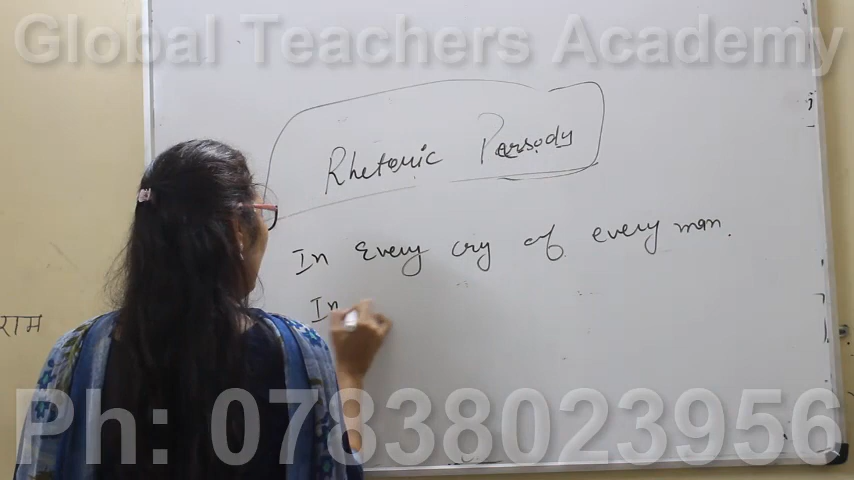 Global Teachers Academy
Rhetoric Parsody
In Every cry of every man.
In
राम
Ph: 07838023956